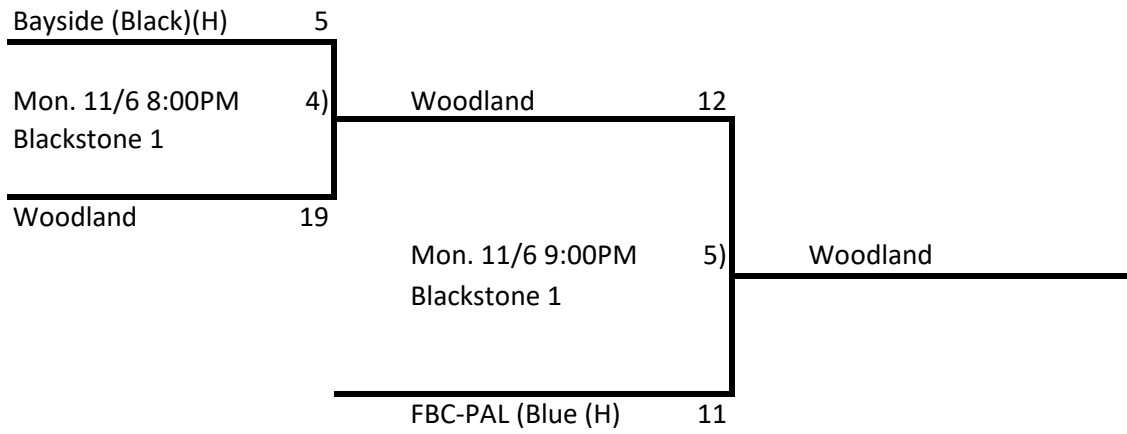 Bayside (Black)(H) 5
Mon. 11/6 8:00PM 4)
Blackstone 1
Woodland 19
Woodland 12
Mon. 11/6 9:00PM 5)
Blackstone 1
FBC-PAL (Blue (H) 11
Woodland